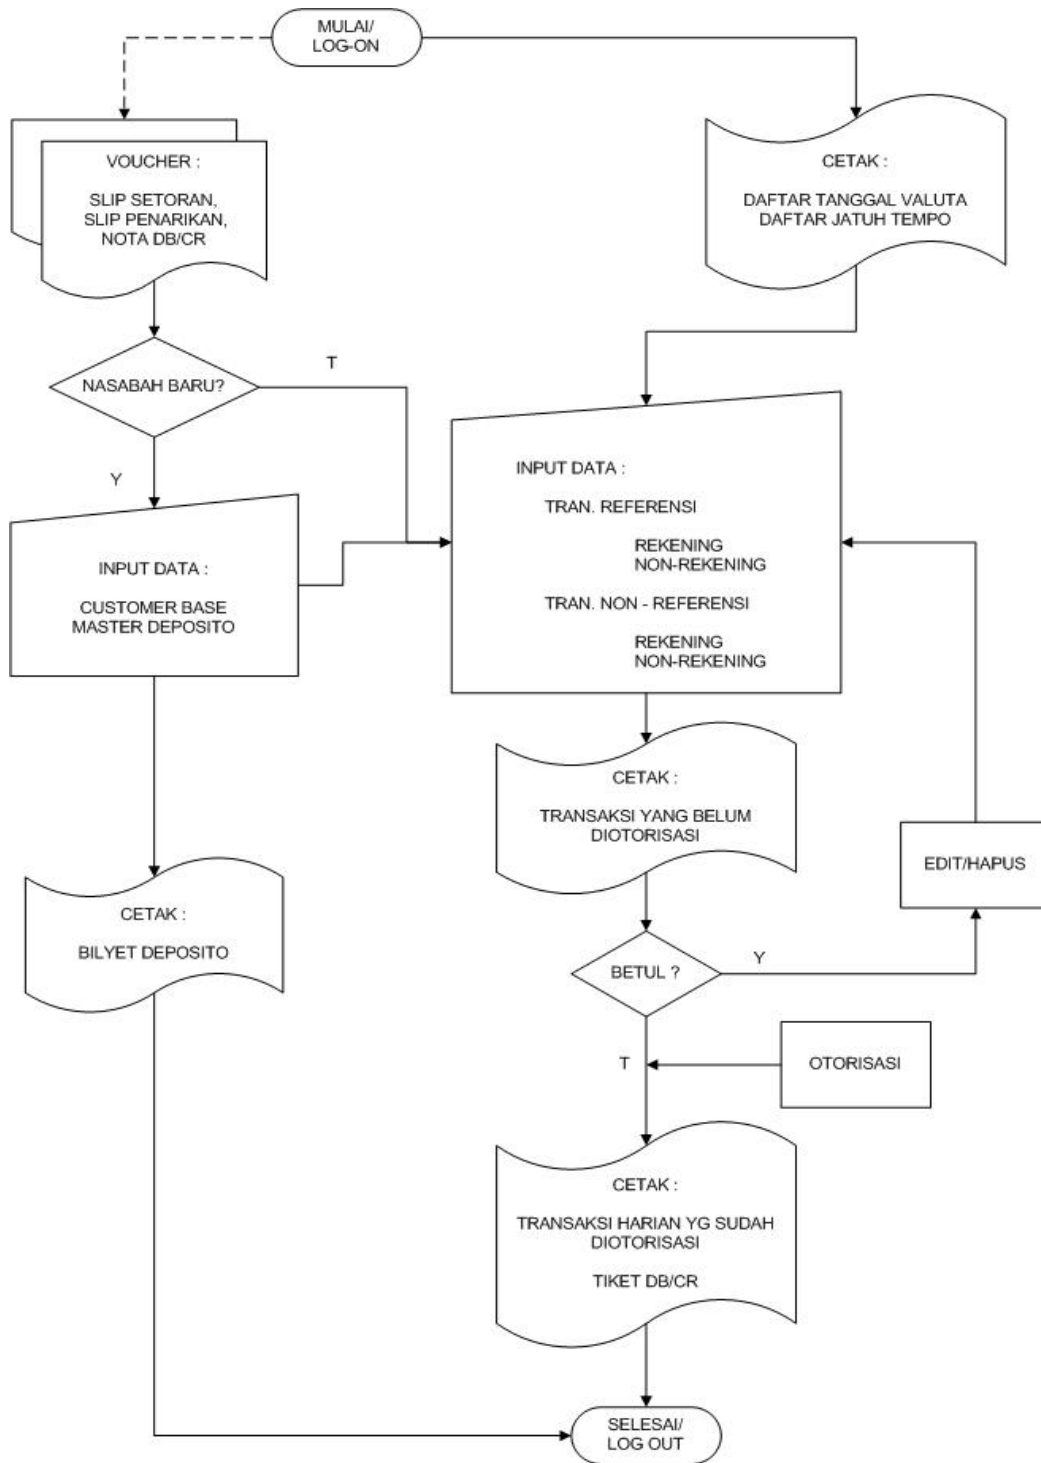 MULAI/
LOG-ON
VOUCHER :
SLIP SETORAN,
SLIP PENARIKAN,
NOTA DB/CR
CETAK :
DAFTAR TANGGAL VALUTA
DAFTAR JATUH TEMPO
NASABAH BARU?
T
Y
INPUT DATA :
CUSTOMER BASE
MASTER DEPOSITO
INPUT DATA :
TRAN. REFERENSI
REKENING
NON-REKENING
TRAN. NON - REFERENSI
REKENING
NON-REKENING
CETAK :
TRANSAKSI YANG BELUM
DIOTORISASI
EDIT/HAPUS
CETAK :
BILYET DEPOSITO
BETUL ?
Y
T
OTORISASI
CETAK :
TRANSAKSI HARIAN YG SUDAH
DIOTORISASI
TIKET DB/CR
SELESAI/
LOG OUT